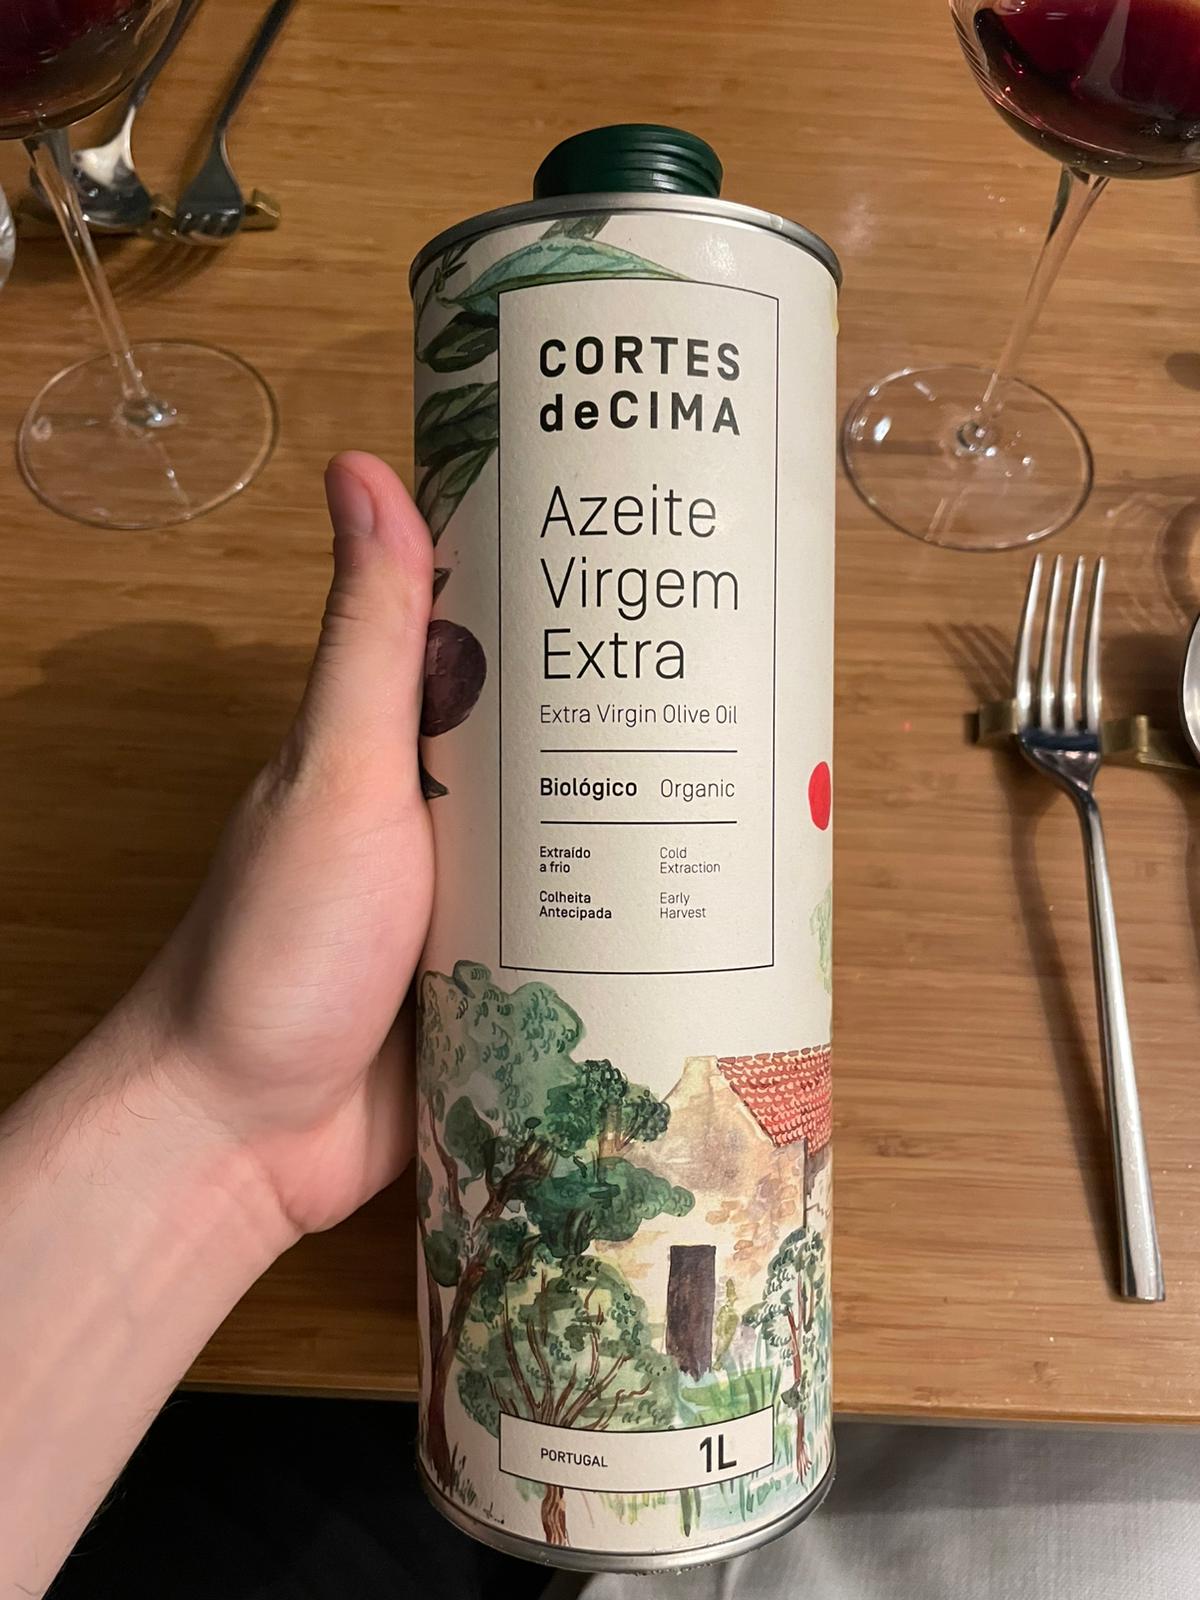 CORTES
deCIMA
Azeite
Virgem
Extra
Extra Virgin Olive Oil
Biológico Organic
Extraído
a frio
Cold
Extraction
Colheita
Antecipada
Early
Harvest
PORTUGAL 1L